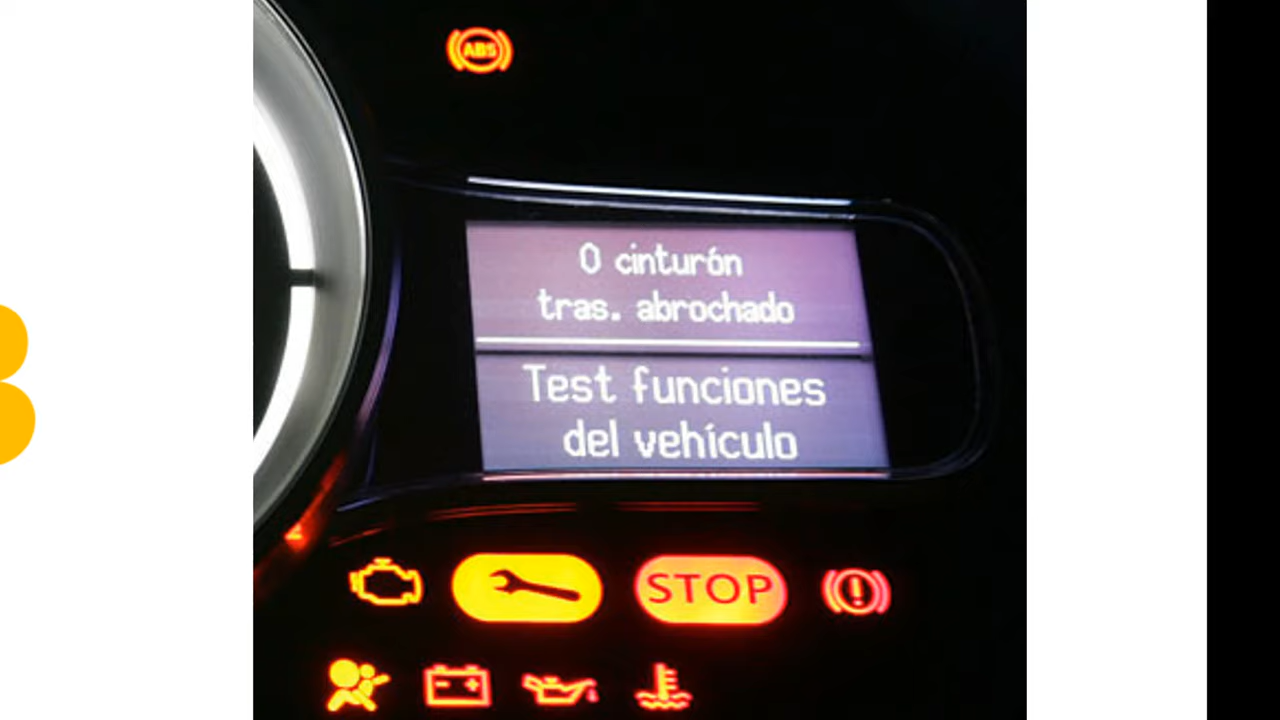 ABS
0 cinturón
tras. abrochado
Test funciones
del vehículo
STOP